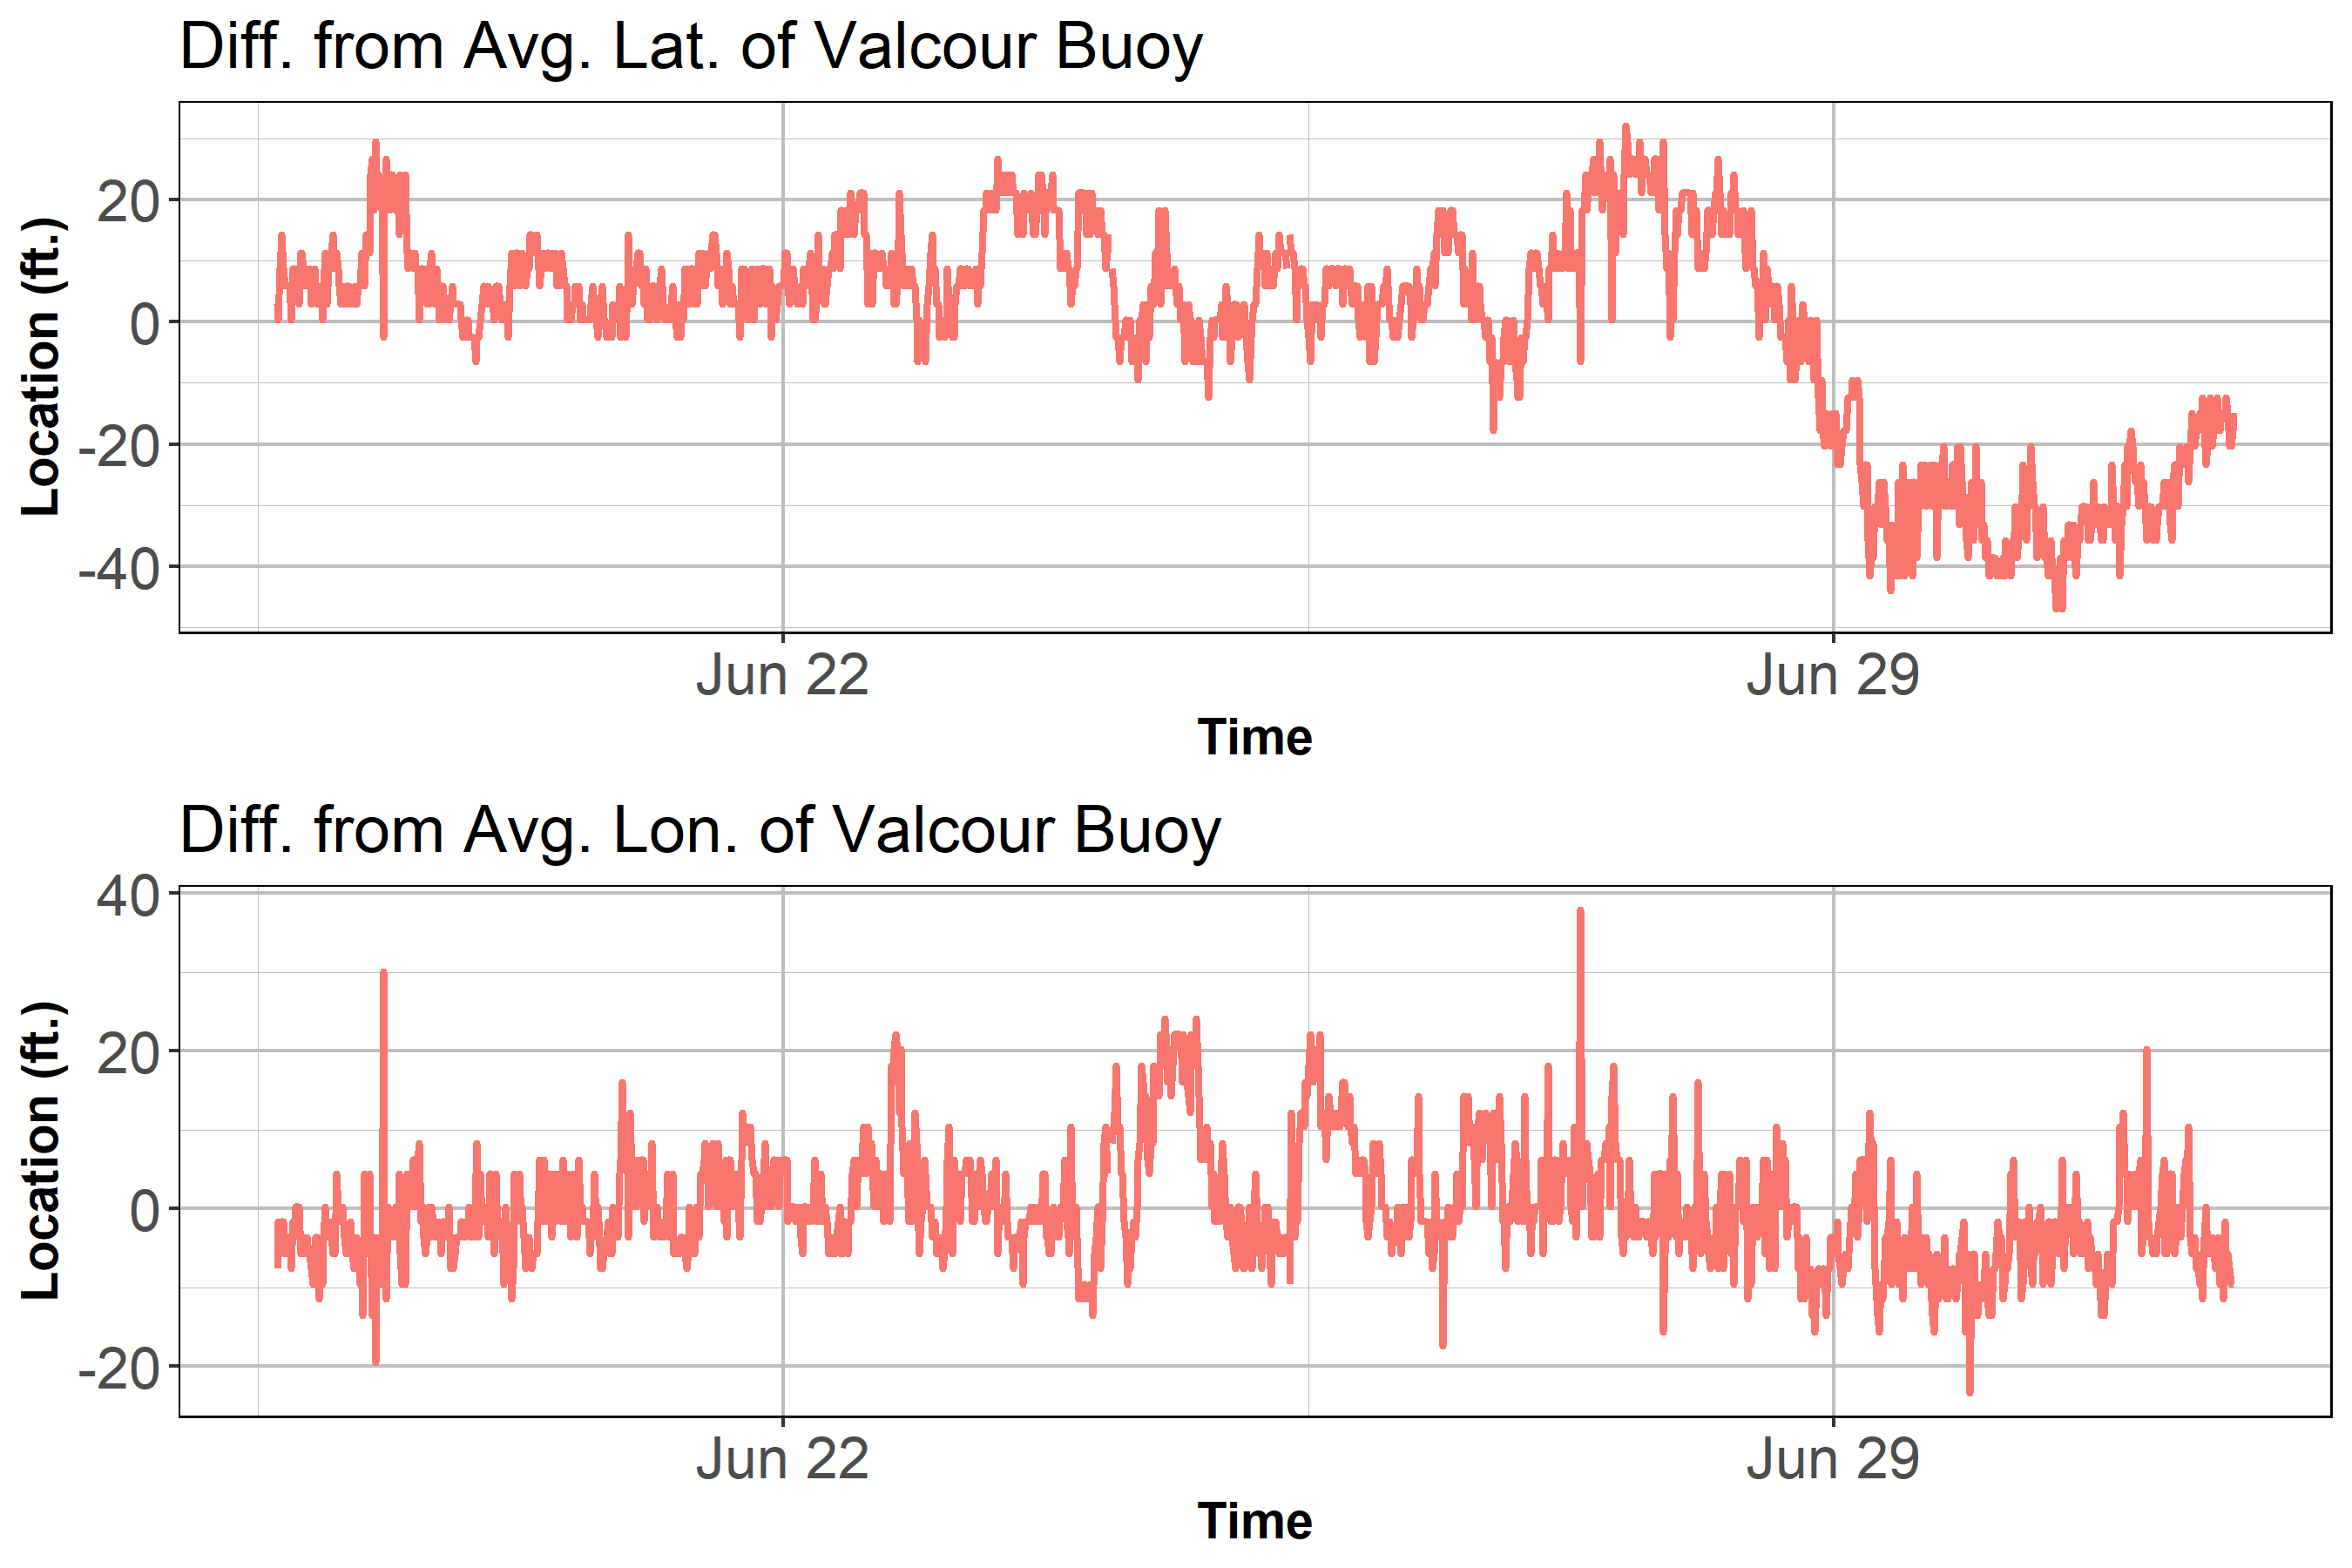 Diff. from Avg. Lat. of Valcour Buoy
Location (ft.)
20
0
-20
-40
Jun 22
Jun 29
Time
Diff. from Avg. Lon. of Valcour Buoy
Location (ft.)
40
20
0
-20
Jun 22
Jun 29
Time